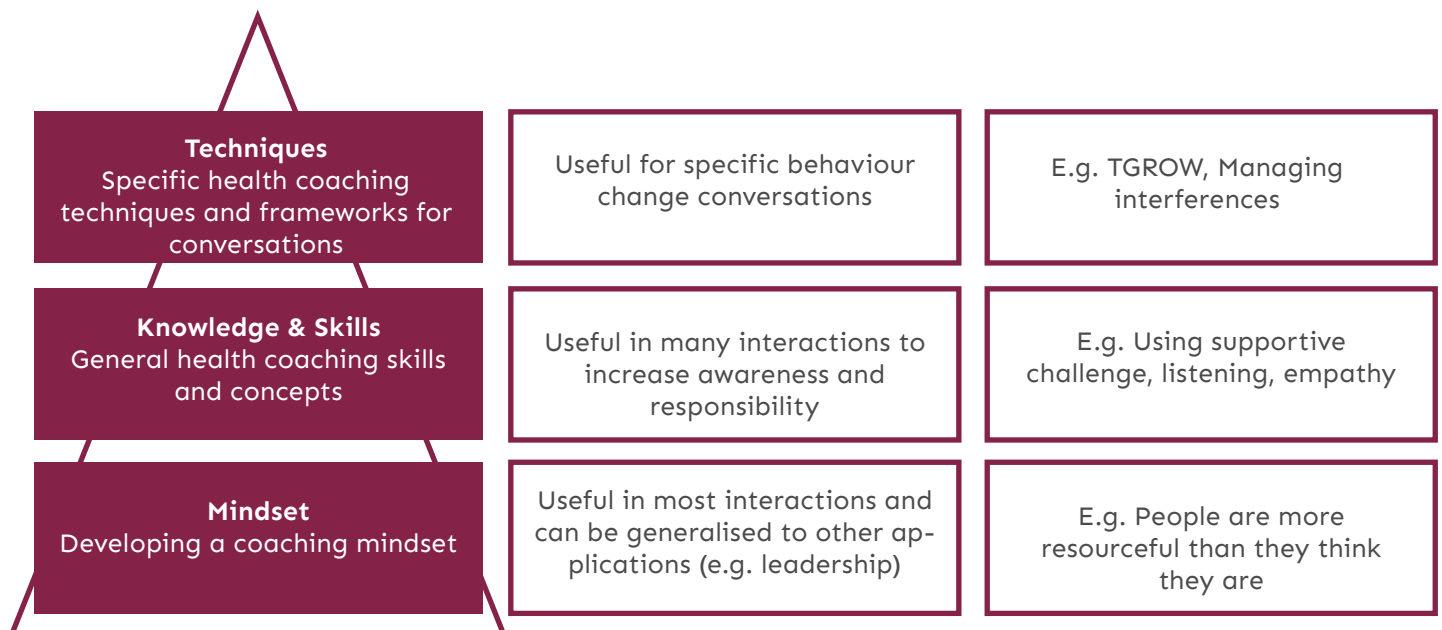 Techniques
Specific health coaching
techniques and frameworks for
conversations
Useful for specific behaviour
change conversations
E.g. TGROW, Managing
interferences
Knowledge & Skills
General health coaching skills
and concepts
Useful in many interactions to
increase awareness and
responsibility
E.g. Using supportive
challenge, listening, empathy
Mindset
Developing a coaching mindset
Useful in most interactions and
can be generalised to other ap-
plications (e.g. leadership)
E.g. People are more
resourceful than they think
they are